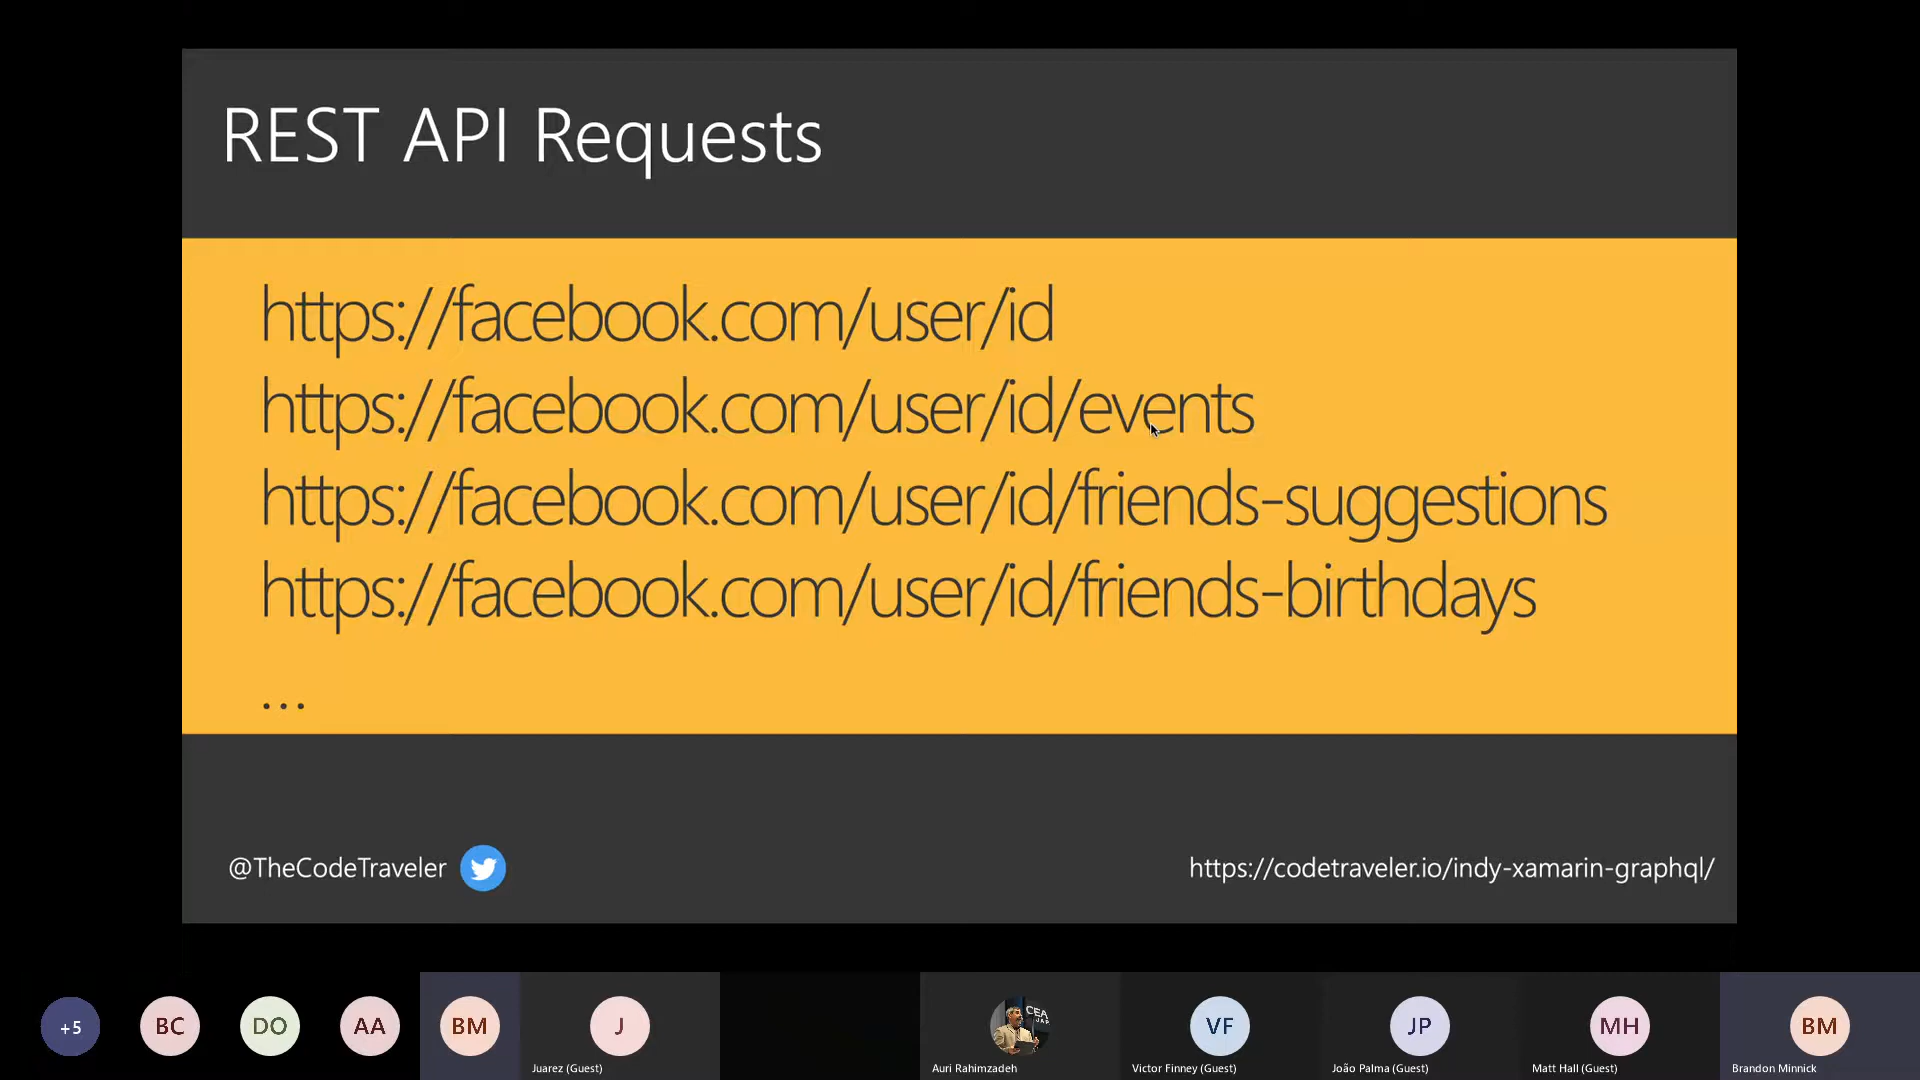 REST API Requests
https://facebook.com/user/id
https://facebook.com/user/id/events
https://facebook.com/user/id/friends-suggestions
https://facebook.com/user/id/friends-birthdays
...
@TheCodeTraveler
https://codetraveler.io/indy-xamarin-graphql/
+5
BC
DO
AA
BM
J
Juarez (Guest)
CEA
Auri Rahimzadeh
VF
Victor Finney (Guest)
JP
João Palma (Guest)
MH
Matt Hall (Guest)
BM
Brandon Minnick